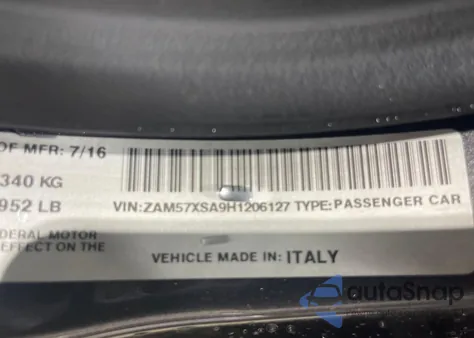 OF MFR: 7/16
340 KG
952 LB
VIN:ZAM57XSA9H1206127 TYPE:PASSENGER CAR
DERAL MOTOR
EFFECT ON THE
VEHICLE MADE IN: ITALY
autoSnap